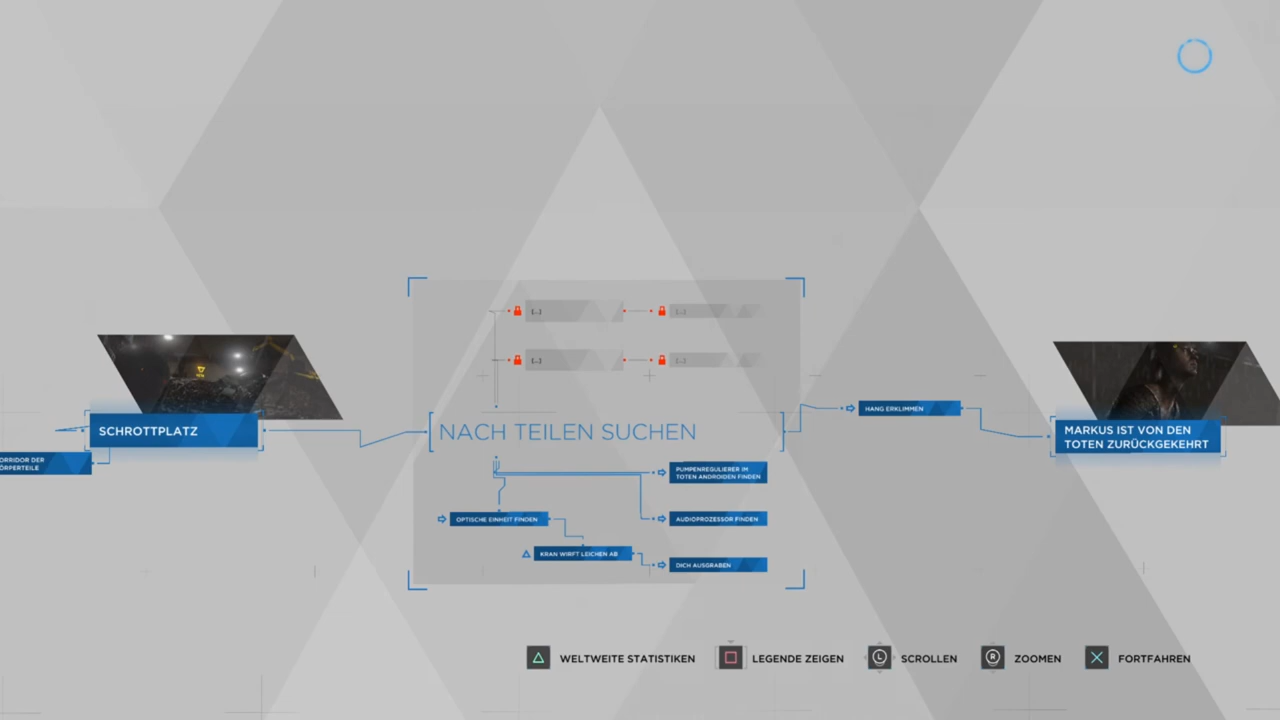 [...]
[...]
[...]
[...]
HANG ERKLIMMEN
SCHROTTPLATZ
NACH TEILEN SUCHEN
MARKUS IST VON DEN
TOTEN ZURÜCKGEKEHRT
ORRIDOR DER
ÖRPERTEILE
PUMPENREGULIERER IM
TOTEN ANDROIDEN FINDEN
OPTISCHE EINHEIT FINDEN
AUDIOPROZESSOR FINDEN
KRAN WIRFT LEICHEN AB
DICH AUSGRABEN
WELTWEITE STATISTIKEN
LEGENDE ZEIGEN
L
SCROLLEN
R
ZOOMEN
FORTFAHREN